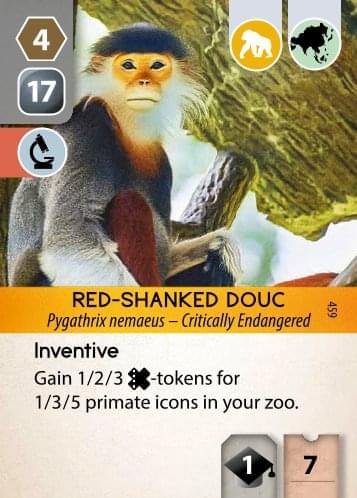 4
17
RED-SHANKED DOUC
Pygathrix nemaeus – Critically Endangered
459
Inventive
Gain 1/2/3 X-tokens for
1/3/5 primate icons in your zoo.
1
7